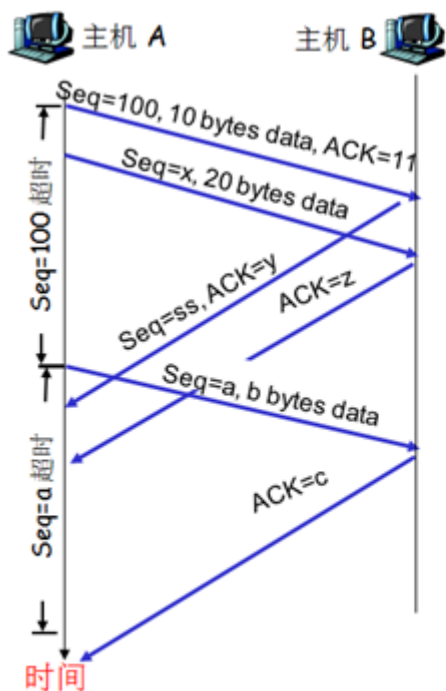 主机 A
主机 B
Seq=100, 10 bytes data, ACK=11
Seq=x, 20 bytes data
Seq=100 超时
Seq=ss, ACK=y
ACK=z
Seq=a, b bytes data
Seq=a 超时
ACK=c
时间